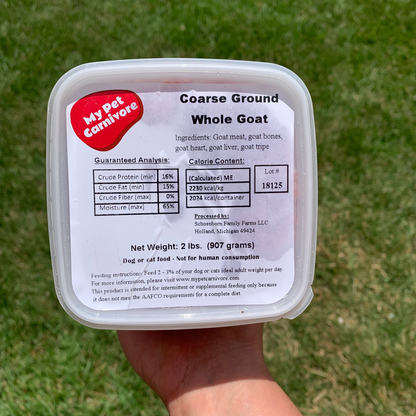 My Pet
Carnivore
Coarse Ground
Whole Goat
Ingredients: Goat meat, goat bones,
goat heart, goat liver, goat tripe
Guaranteed Analysis:
Crude Protein (min) 16%
Crude Fat (min) 15%
Crude Fiber (max) 0%
Moisture (max) 65%
Calorie Content:
(Calculated) ME
2230 kcal/kg
2024 kcal/container
Lot #
18125
Processed by:
Schoenborn Family Farms LLC
Holland, Michigan 49424
Net Weight: 2 lbs. (907 grams)
Dog or cat food - Not for human consumption
Feeding instructions: Feed 2 - 3% of your dog or cats ideal adult weight per day.
For more information, please visit www.mypetcarnivore.com
This product is intended for intermittent or supplemental feeding only because
it does not meet the AAFCO requirements for a complete diet.